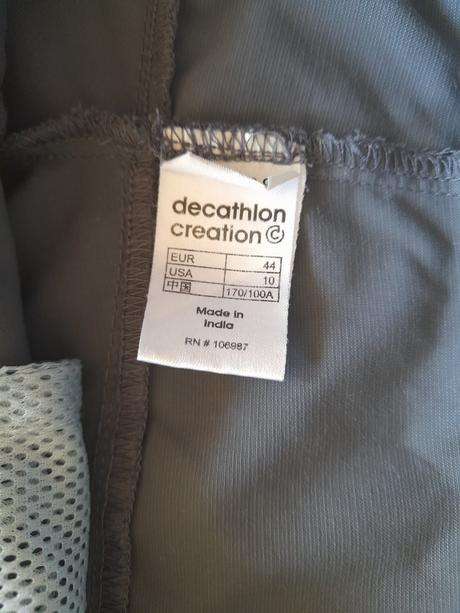 decathlon
creation ©
EUR 44
USA 10
中国 170/100A
Made in
India
RN # 106987